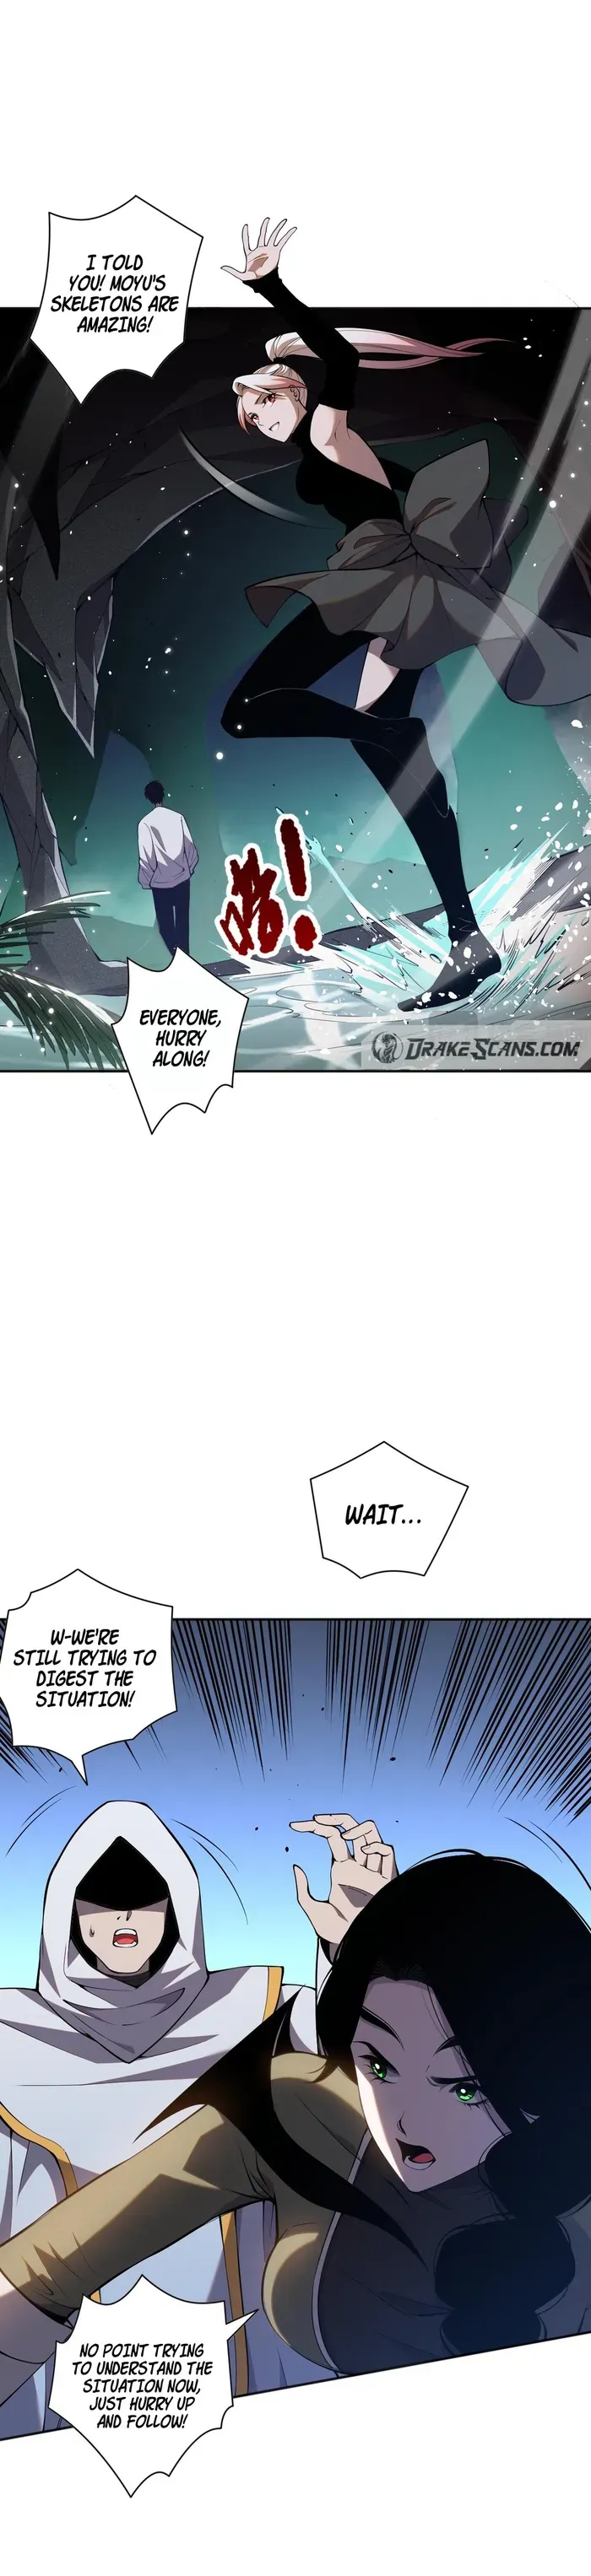 I TOLD
YOU! MOYU'S
SKELETONS ARE
AMAZING!
啪!
EVERYONE,
HURRY
ALONG!
DRAKESCANS.COM
WAIT...
W-WE'RE
STILL TRYING TO
DIGEST THE
SITUATION!
NO POINT TRYING
TO UNDERSTAND THE
SITUATION NOW,
JUST HURRY UP
AND FOLLOW!